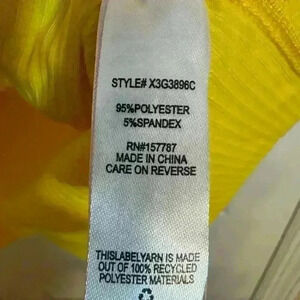 STYLE# X3G3896C
95%POLYESTER
5%SPANDEX
RN#157787
MADE IN CHINA
CARE ON REVERSE
THISLABELYARN IS MADE
OUT OF 100% RECYCLED
POLYESTER MATERIALS